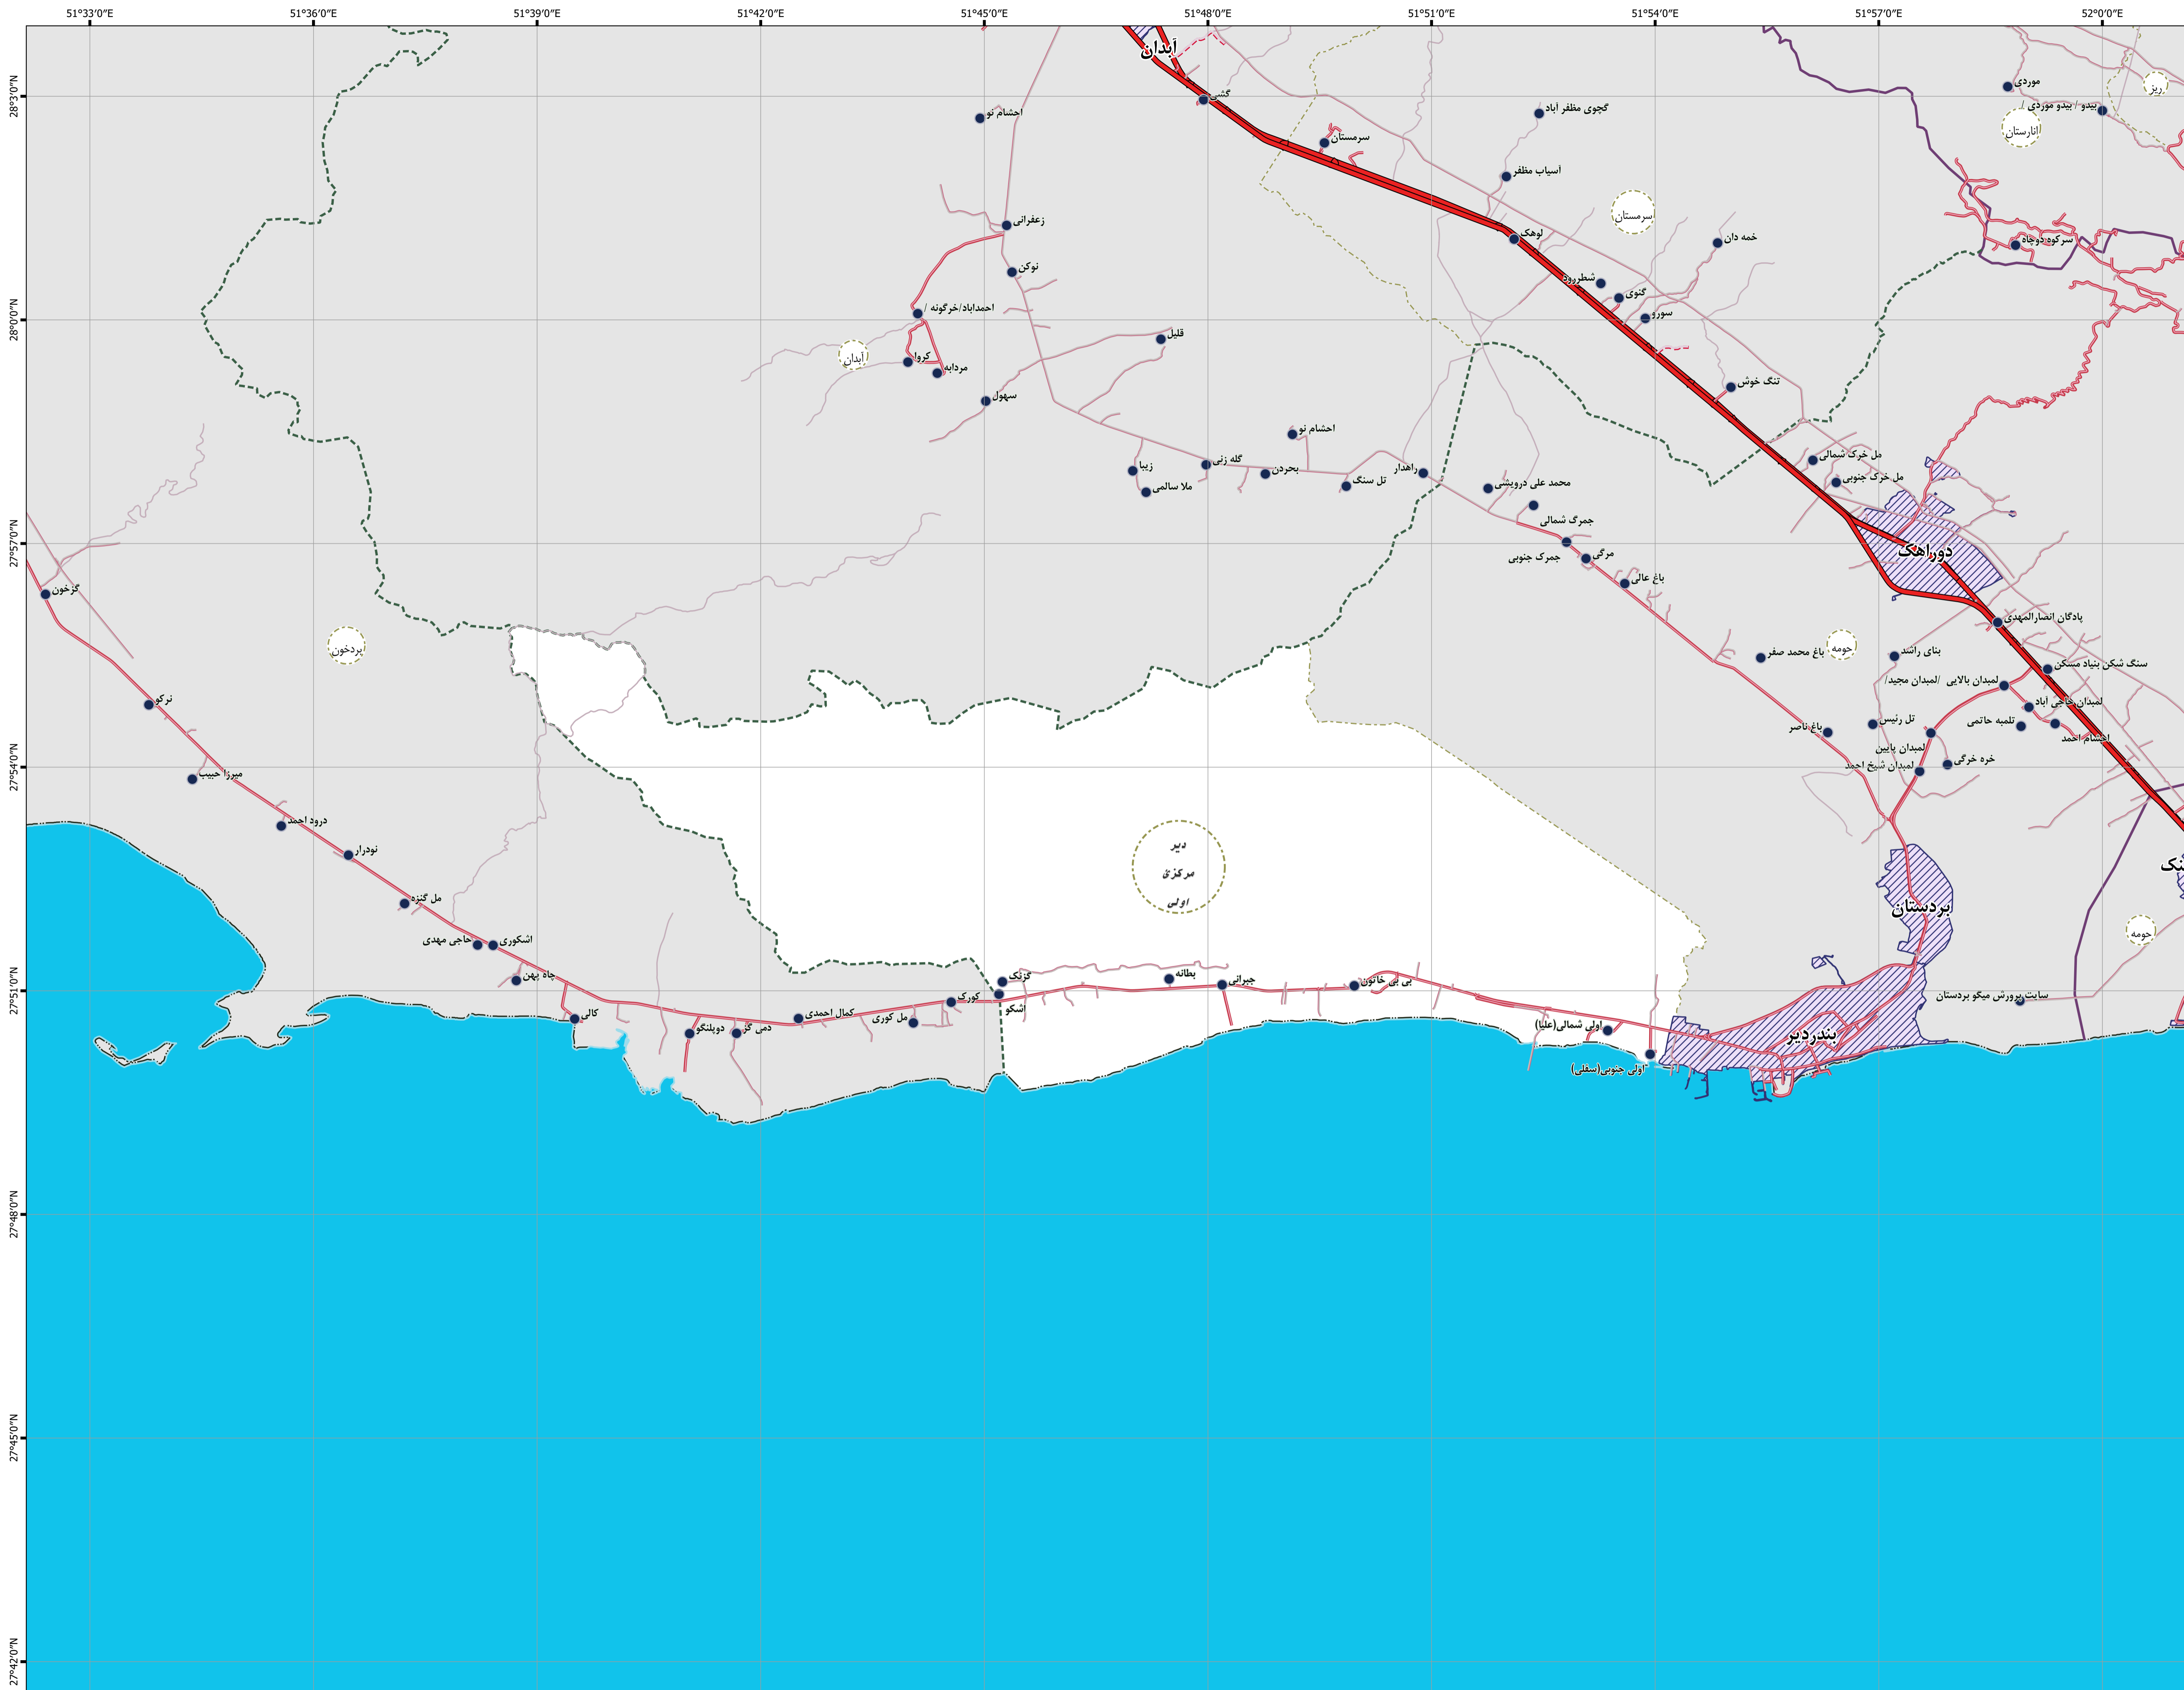 51°33'0"E
51°36'0"E
51°39'0"E
51°42'0"E
51°45'0"E
51°48'0"E
51°51'0"E
51°54'0"E
51°57'0"E
52°0'0"E
28°3'0"N
28°0'0"N
27°57'0"N
27°54'0"N
27°51'0"N
27°48'0"N
27°45'0"N
27°42'0"N
آبدان
گشی
احشام نو
سرمستان
گچوی مظفر آباد
موردی
بیدو / بیدو موردی /
ریز
انارستان
آسیاب مظفر
سرمستان
زعفرانی
لوهک
خمه دان
سرکوه دوچاه
نوکن
شطررود
گنوی
سورو
احمداباد/خرگونه /
آبدان
کروا
مردابه
قلیل
سهول
تنگ خوش
احشام نو
زیبا
ملا سالمی
گله زنی
بحردن
تل سنگ
راهدار
محمد علی درویشی
جمرگ شمالی
جمرک جنوبی
مرگی
باغ عالی
مل خرک شمالی
مل خرک جنوبی
دوراهک
پادگان انصارالمهدی
گزخون
بردخون
باغ محمد صفر
حومه
بنای راشد
سنگ شکن بنیاد مسکن
لمبدان بالایی /لمبدان مجید/
لمبدان حاجی آباد
نرکو
باغ ناصر
تل رئیس
تلمبه حاتمی
احشام احمد
لمبدان پایین
خره خرگی
لمبدان شیخ احمد
میرزا حبیب
درود احمد
نودرار
دیر
مرکزئ
اولی
مل گنزه
بردستان
حومه
حاجی مهدی
اشکوری
چاه پهن
گزنک
بطانه
جبرانی
بی بی خاتون
سایت پرورش میگو بردستان
کورک
اشکو
کالی
دوپلنگو
دمی گز
کمال احمدی
مل کوری
اولی شمالی(علیا)
اولی جنوبی(سفلی)
بندردیر